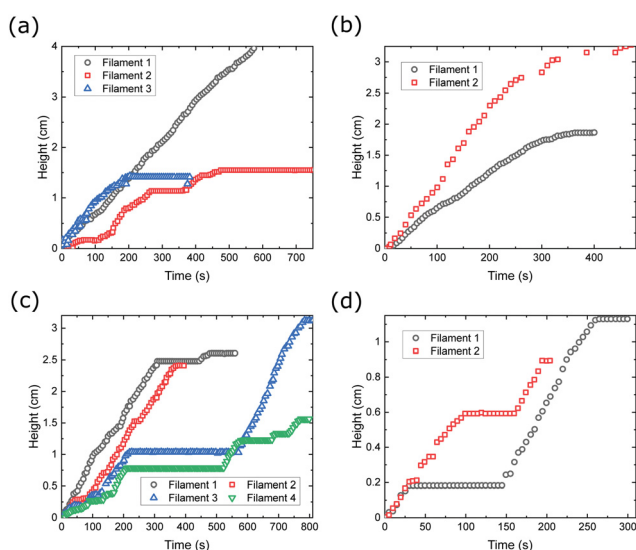 (a)
Height (cm)
4
3
2
1
0
Filament 1
Filament 2
Filament 3
0 100 200 300 400 500 600 700
Time (s)
(b)
Height (cm)
3
2.5
2
1.5
1
0.5
0
Filament 1
Filament 2
0 100 200 300 400
Time (s)
(c)
Height (cm)
3
2.5
2
1.5
1
0.5
0
Filament 1 Filament 2
Filament 3 Filament 4
0 100 200 300 400 500 600 700 800
Time (s)
(d)
Height (cm)
1
0.8
0.6
0.4
0.2
0
Filament 1
Filament 2
0 50 100 150 200 250 300
Time (s)